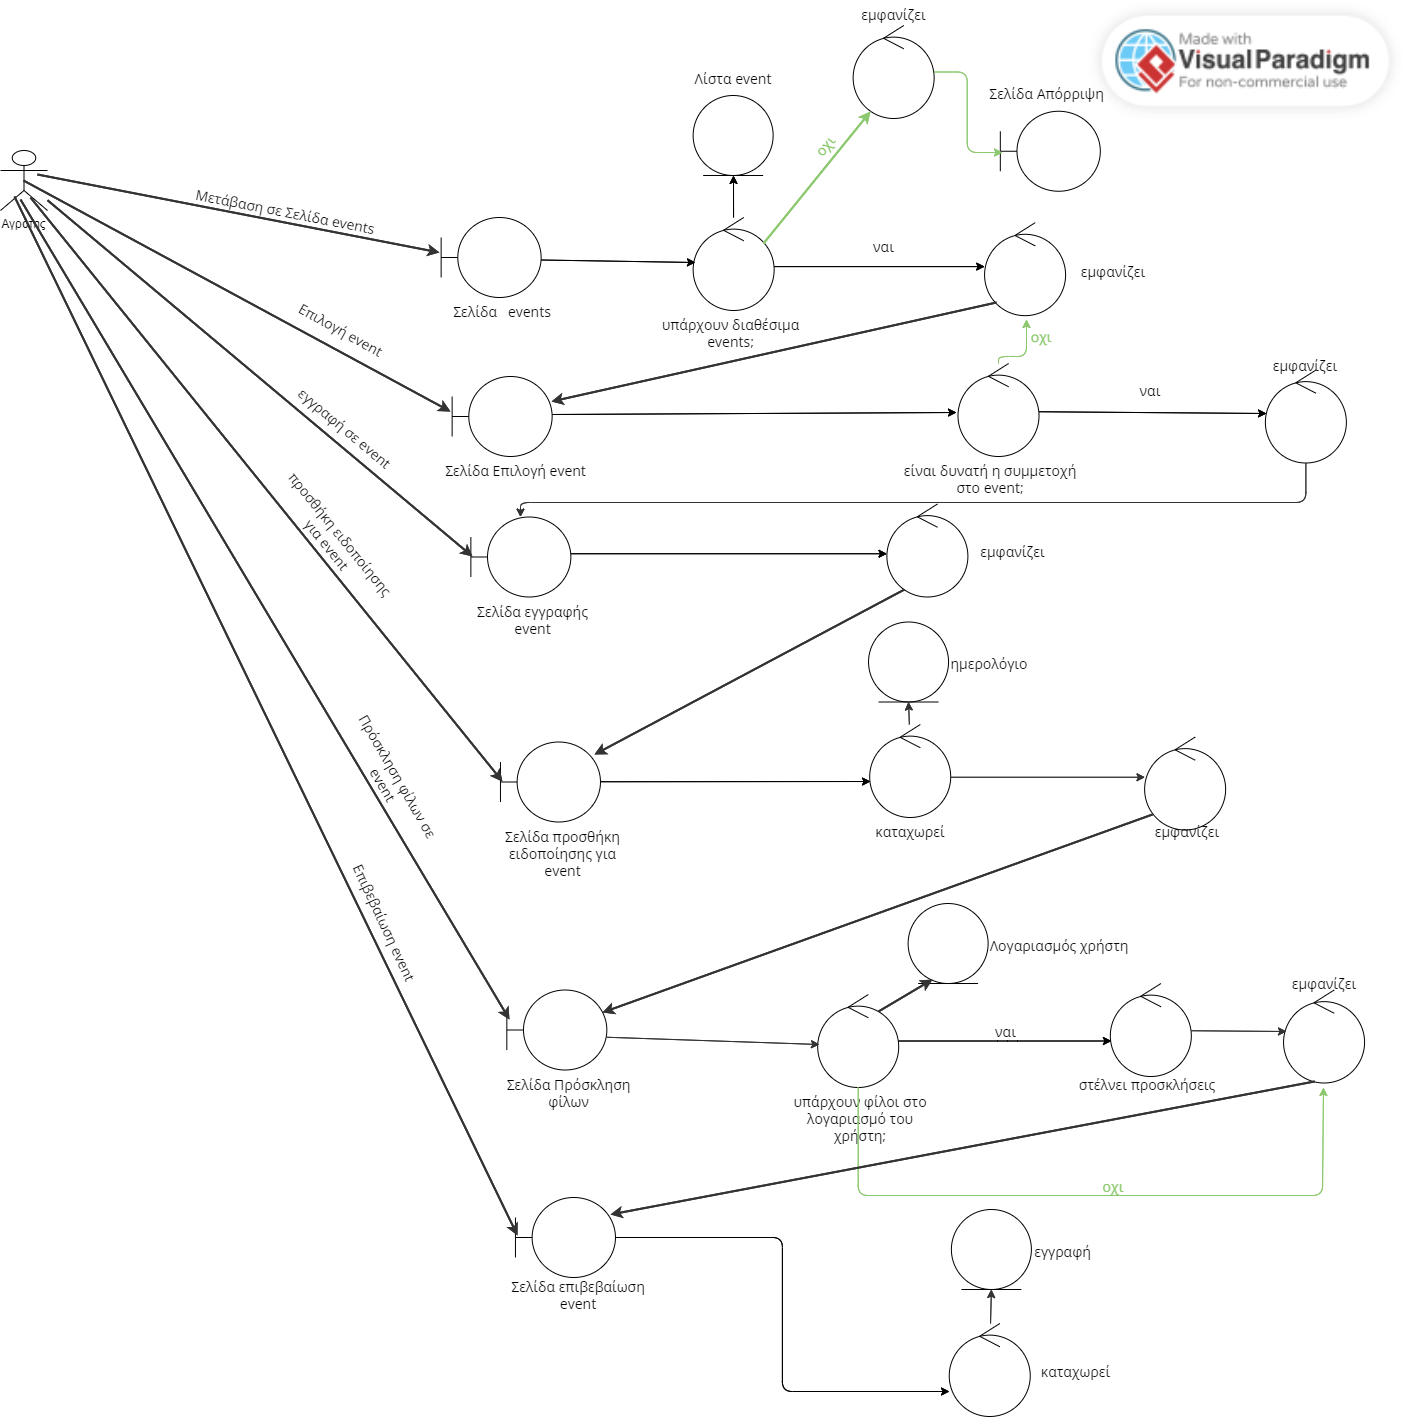 εμφανίζει
Made with
Visual Paradigm
For non-commercial use
Λίστα event
Σελίδα Απόρριψη
οχι
Αγρότης
Μετάβαση σε Σελίδα events
ναι
εμφανίζει
Σελίδα events
υπάρχουν διαθέσιμα
events;
Επιλογή event
οχι
εμφανίζει
ναι
εγγραφή σε event
Σελίδα Επιλογή event
είναι δυνατή η συμμετοχή
στο event;
προσθήκη ειδοποίησης
για event
εμφανίζει
Σελίδα εγγραφής
event
ημερολόγιο
Πρόσκληση φίλων σε
event
Σελίδα προσθήκη
ειδοποίησης για
event
καταχωρεί
εμφανίζει
Επιβεβαίωση event
Λογαριασμός χρήστη
εμφανίζει
ναι
Σελίδα Πρόσκληση
φίλων
στέλνει προσκλήσεις
υπάρχουν φίλοι στο
λογαριασμό του
χρήστη;
οχι
εγγραφή
Σελίδα επιβεβαίωση
event
καταχωρεί